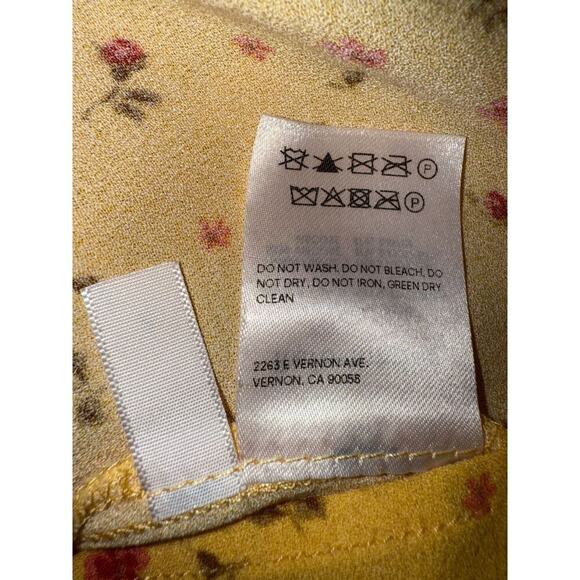 P
P
DO NOT WASH. DO NOT BLEACH, DO
NOT DRY, DO NOT IRON, GREEN DRY
CLEAN
2263 E VERNON AVE.
VERNON, CA 90058